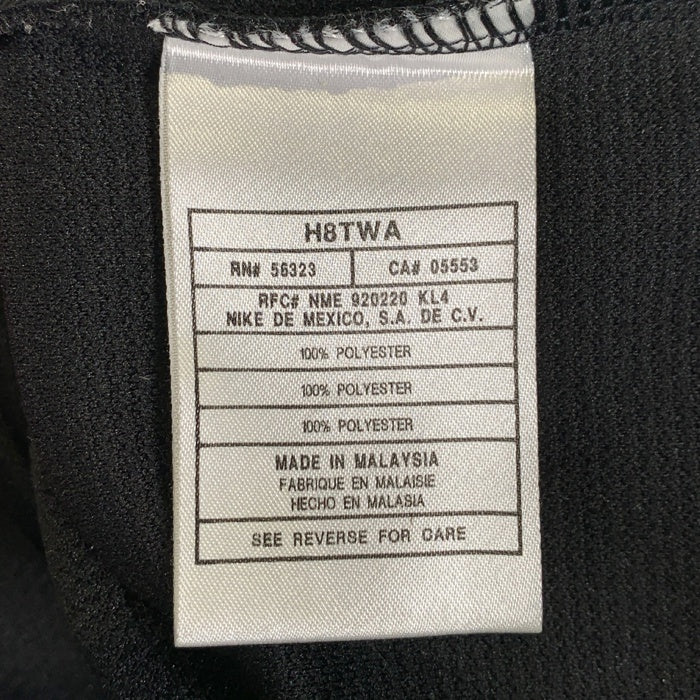 H8TWA
RN# 56323 CA# 05553
RFC# NME 920220 KL4
NIKE DE MEXICO, S.A. DE C.V.
100% POLYESTER
100% POLYESTER
100% POLYESTER
MADE IN MALAYSIA
FABRIQUE EN MALAISIE
HECHO EN MALASIA
SEE REVERSE FOR CARE